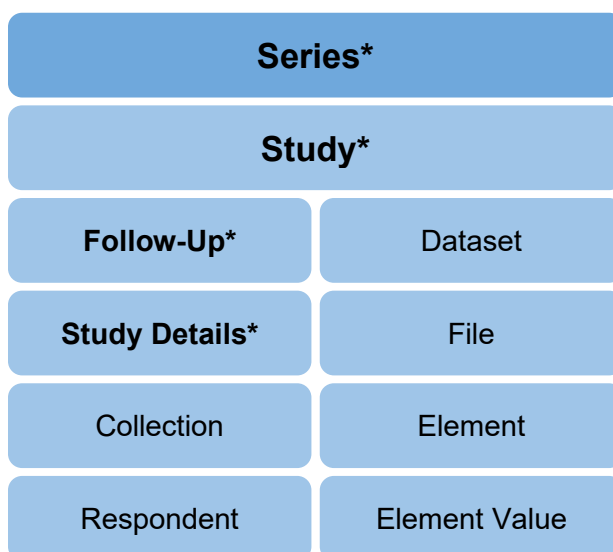 Series*
Study*
Follow-Up*
Dataset
Study Details*
File
Collection
Element
Respondent
Element Value